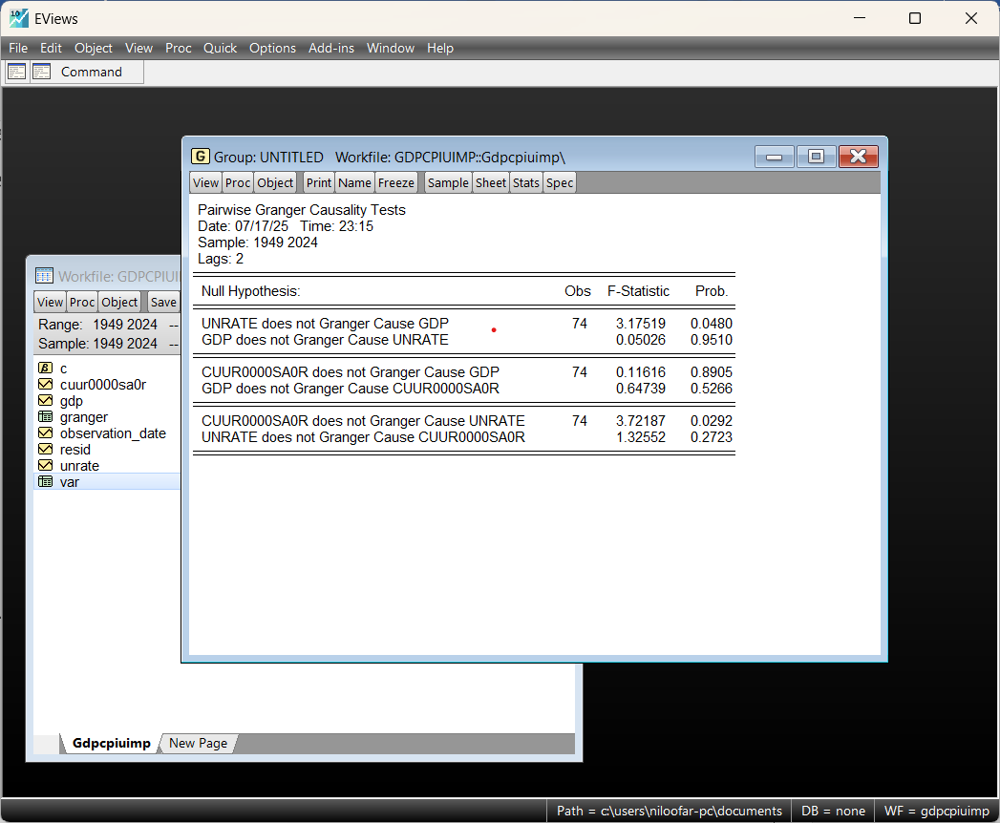 EViews
File Edit Object View Proc Quick Options Add-ins Window Help
Command
Group: UNTITLED Workfile: GDPCPIUIMP::Gdpcpiuimp\
View Proc Object Print Name Freeze Sample Sheet Stats Spec
Pairwise Granger Causality Tests
Date: 07/17/25 Time: 23:15
Sample: 1949 2024
Lags: 2
Null Hypothesis: Obs F-Statistic Prob.
UNRATE does not Granger Cause GDP 74 3.17519 0.0480
GDP does not Granger Cause UNRATE 0.05026 0.9510
CUUR0000SA0R does not Granger Cause GDP 74 0.11616 0.8905
GDP does not Granger Cause CUUR0000SA0R 0.64739 0.5266
CUUR0000SA0R does not Granger Cause UNRATE 74 3.72187 0.0292
UNRATE does not Granger Cause CUUR0000SA0R 1.32552 0.2723
Workfile: GDPCPIUI
View Proc Object Save
Range: 1949 2024 --
Sample: 1949 2024 --
c
cuur0000sa0r
gdp
granger
observation_date
resid
unrate
var
Gdpcpiuimp New Page
Path = c:\users\niloofar-pc\documents DB = none WF = gdpcpiuimp